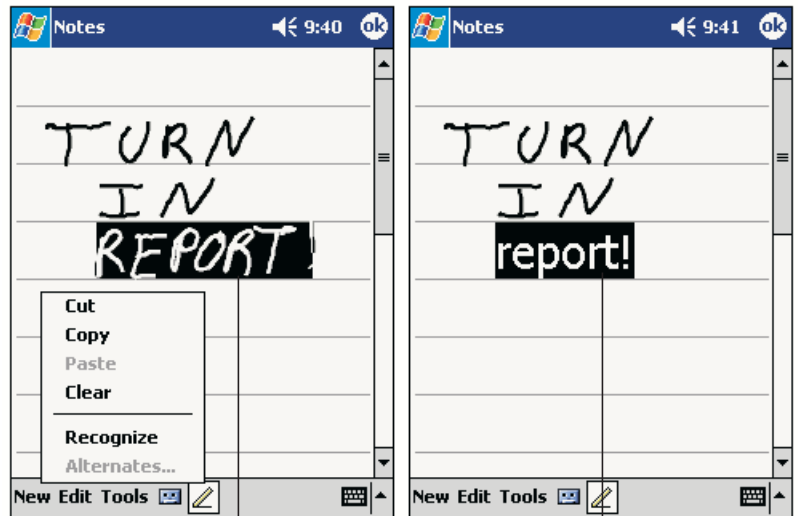 Notes 9:40 ok
TURN
IN
REPORT!
Cut
Copy
Paste
Clear
Recognize
Alternates...
New Edit Tools
Notes 9:41 ok
TURN
IN
report!
New Edit Tools